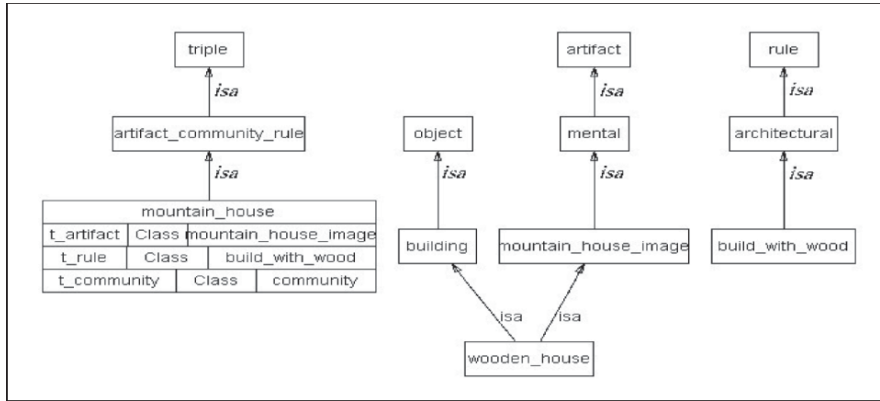 triple
artifact
rule
isa
isa
isa
artifact_community_rule
object
mental
architectural
isa
isa
isa
isa
mountain_house
t_artifact Class mountain_house_image
t_rule Class build_with_wood
t_community Class community
building
mountain_house_image
build_with_wood
isa
isa
wooden_house